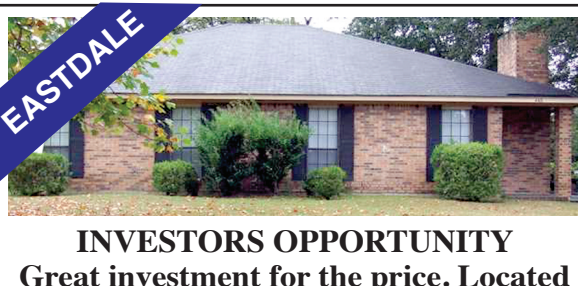 EASTDALE
INVESTORS OPPORTUNITY
Great investment for the price. Located